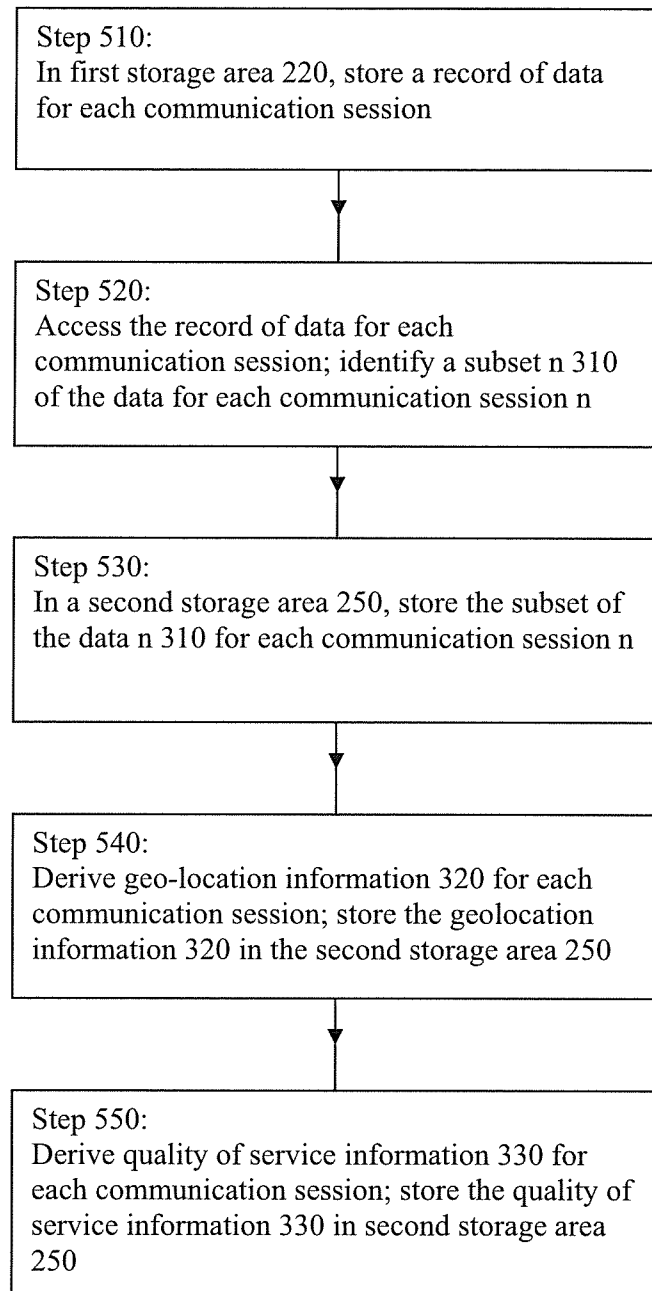 Step 510:
In first storage area 220, store a record of data
for each communication session
Step 520:
Access the record of data for each
communication session; identify a subset n 310
of the data for each communication session n
Step 530:
In a second storage area 250, store the subset of
the data n 310 for each communication session n
Step 540:
Derive geo-location information 320 for each
communication session; store the geolocation
information 320 in the second storage area 250
Step 550:
Derive quality of service information 330 for
each communication session; store the quality of
service information 330 in second storage area
250